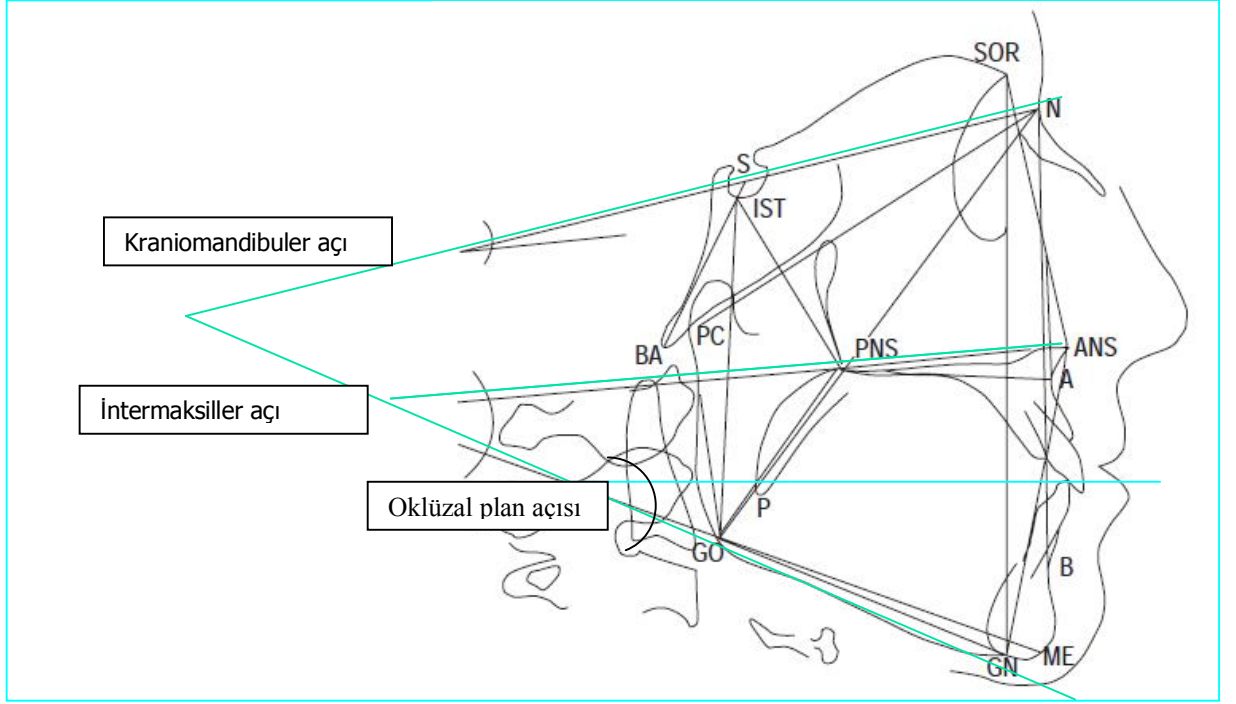 SOR
N
S
IST
Kraniomandibuler açı
PC
BA
PNS
ANS
A
İntermaksiller açı
Oklüzal plan açısı
P
GO
B
GN
ME